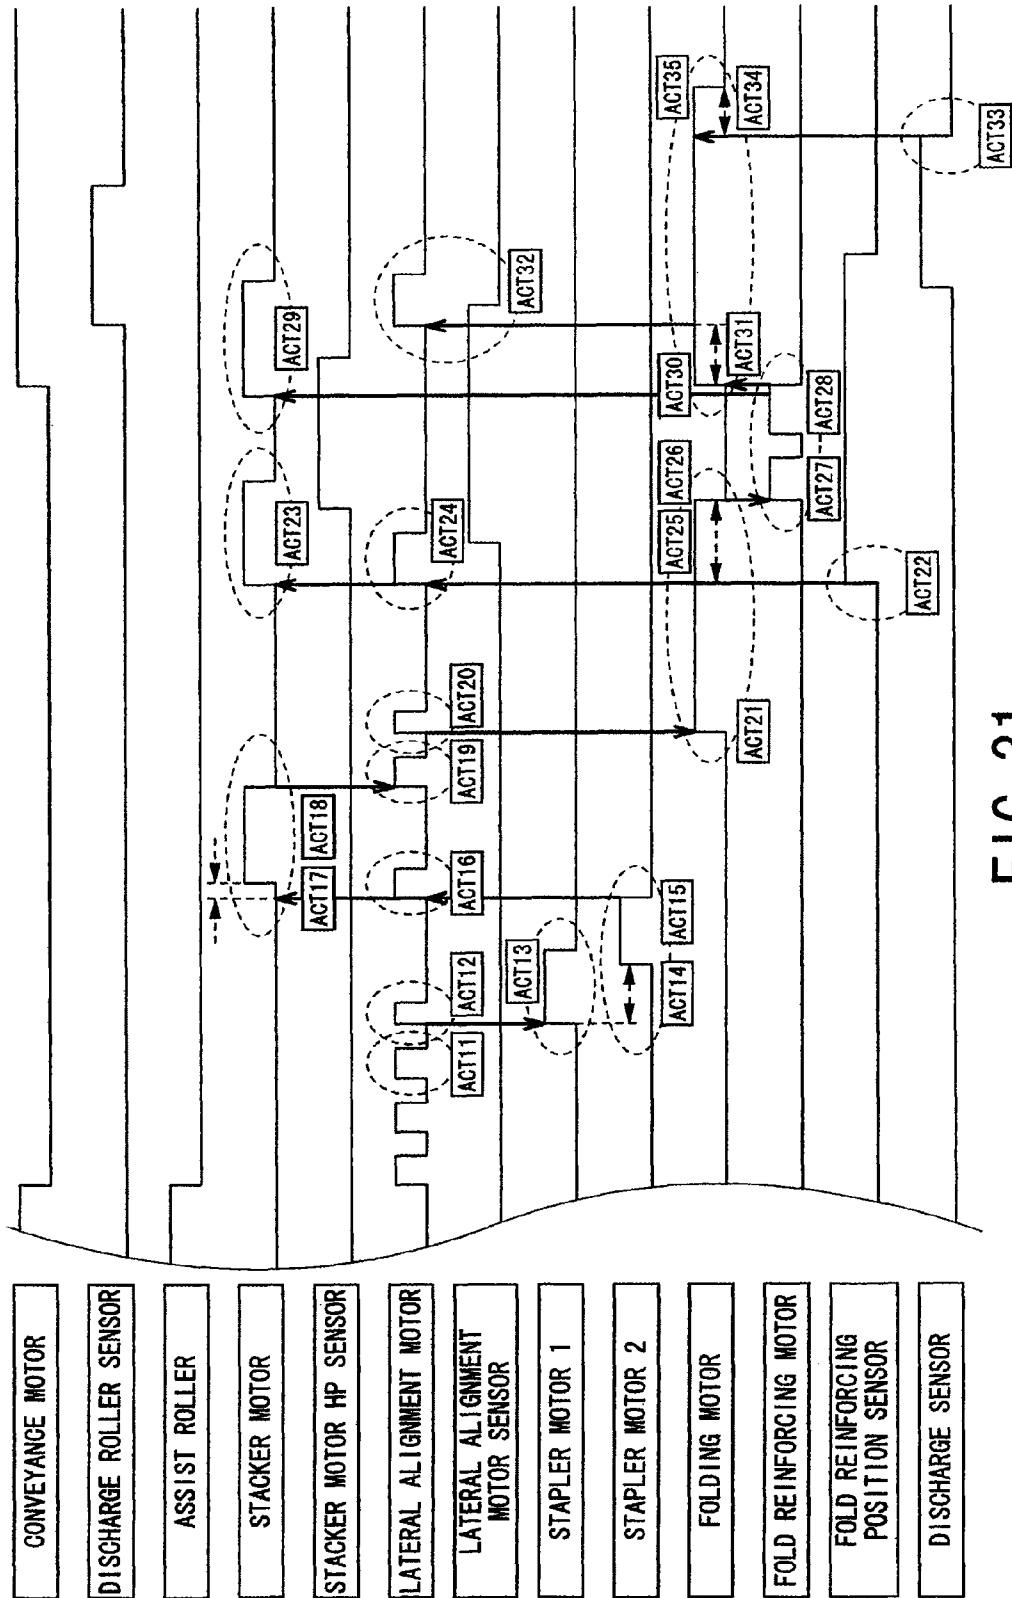 CONVEYANCE MOTOR
DISCHARGE ROLLER SENSOR
ASSIST ROLLER
STACKER MOTOR
STACKER MOTOR HP SENSOR
LATERAL ALIGNMENT MOTOR
LATERAL ALIGNMENT
MOTOR SENSOR
STAPLER MOTOR 1
STAPLER MOTOR 2
FOLDING MOTOR
FOLD REINFORCING MOTOR
FOLD REINFORCING
POSITION SENSOR
DISCHARGE SENSOR
ACT11
ACT12
ACT13
ACT14
ACT15
ACT16
ACT17
ACT18
ACT19
ACT20
ACT21
ACT22
ACT23
ACT24
ACT25
ACT26
ACT27
ACT28
ACT29
ACT30
ACT31
ACT32
ACT33
ACT34
ACT35
FIG. 21